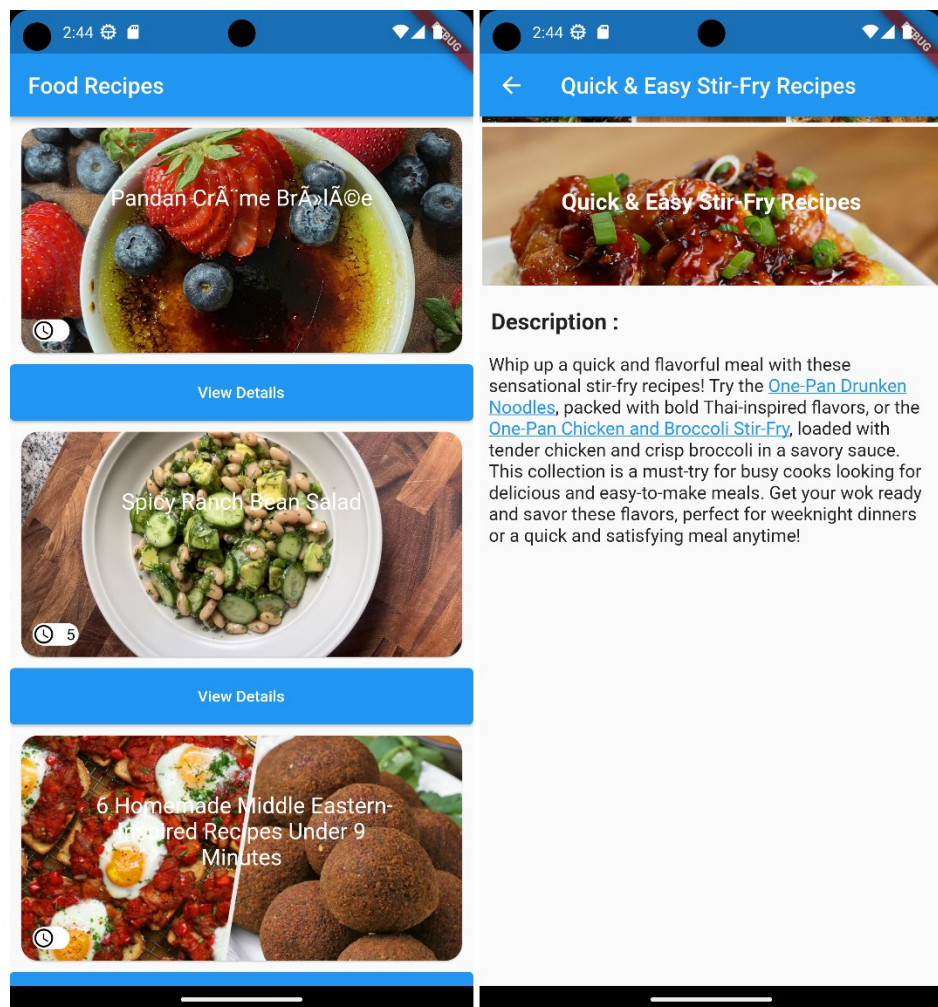 2:44
BUG
Food Recipes
Pandan CrÃ¨me BrÃ»lÃ©e
View Details
Spicy Ranch Bean Salad
5
View Details
6 Homemade Middle Eastern-
Inspired Recipes Under 9
Minutes
2:44
BUG
Quick & Easy Stir-Fry Recipes
Quick & Easy Stir-Fry Recipes
Description :
Whip up a quick and flavorful meal with these
sensational stir-fry recipes! Try the One-Pan Drunken
Noodles, packed with bold Thai-inspired flavors, or the
One-Pan Chicken and Broccoli Stir-Fry, loaded with
tender chicken and crisp broccoli in a savory sauce.
This collection is a must-try for busy cooks looking for
delicious and easy-to-make meals. Get your wok ready
and savor these flavors, perfect for weeknight dinners
or a quick and satisfying meal anytime!